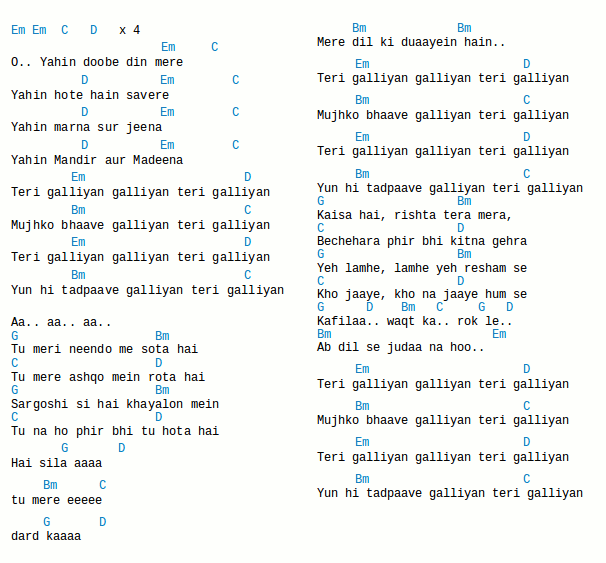 Em Em C D x 4
Em C
O.. Yahin doobe din mere
D Em C
Yahin hote hain savere
D Em C
Yahin marna sur jeena
D Em C
Yahin Mandir aur Madeena
Em D
Teri galliyan galliyan teri galliyan
Bm C
Mujhko bhaave galliyan teri galliyan
Em D
Teri galliyan galliyan teri galliyan
Bm C
Yun hi tadpaave galliyan teri galliyan
Aa.. aa.. aa..
G Bm
Tu meri neendo me sota hai
C D
Tu mere ashqo mein rota hai
G Bm
Sargoshi si hai khayalon mein
C D
Tu na ho phir bhi tu hota hai
G D
Hai sila aaaa
Bm C
tu mere eeeee
G D
dard kaaaa
Bm Bm
Mere dil ki duaayein hain..
Em D
Teri galliyan galliyan teri galliyan
Bm C
Mujhko bhaave galliyan teri galliyan
Em D
Teri galliyan galliyan teri galliyan
Bm C
Yun hi tadpaave galliyan teri galliyan
G Bm
Kaisa hai, rishta tera mera,
C D
Bechehara phir bhi kitna gehra
G Bm
Yeh lamhe, lamhe yeh resham se
C D
Kho jaaye, kho na jaaye hum se
G D Bm C G D
Kafilaa.. waqt ka.. rok le..
Bm Em
Ab dil se judaa na hoo..
Em D
Teri galliyan galliyan teri galliyan
Bm C
Mujhko bhaave galliyan teri galliyan
Em D
Teri galliyan galliyan teri galliyan
Bm C
Yun hi tadpaave galliyan teri galliyan